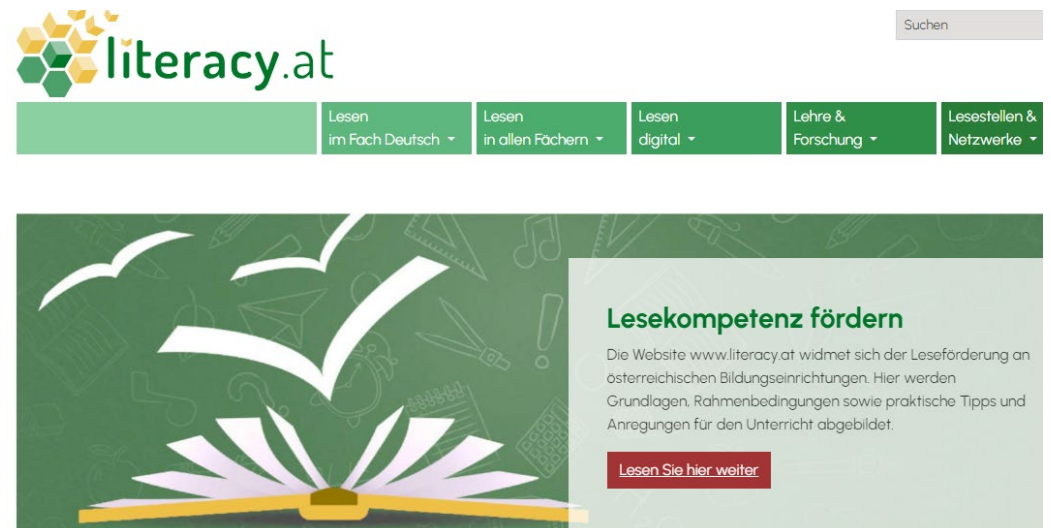 literacy.at
Suchen
Lesen
im Fach Deutsch
Lesen
in allen Fächern
Lesen
digital
Lehre &
Forschung
Lesestellen &
Netzwerke
Lesekompetenz fördern
Die Website www.literacy.at widmet sich der Leseförderung an
österreichischen Bildungseinrichtungen. Hier werden
Grundlagen, Rahmenbedingungen sowie praktische Tipps und
Anregungen für den Unterricht abgebildet.
Lesen Sie hier weiter